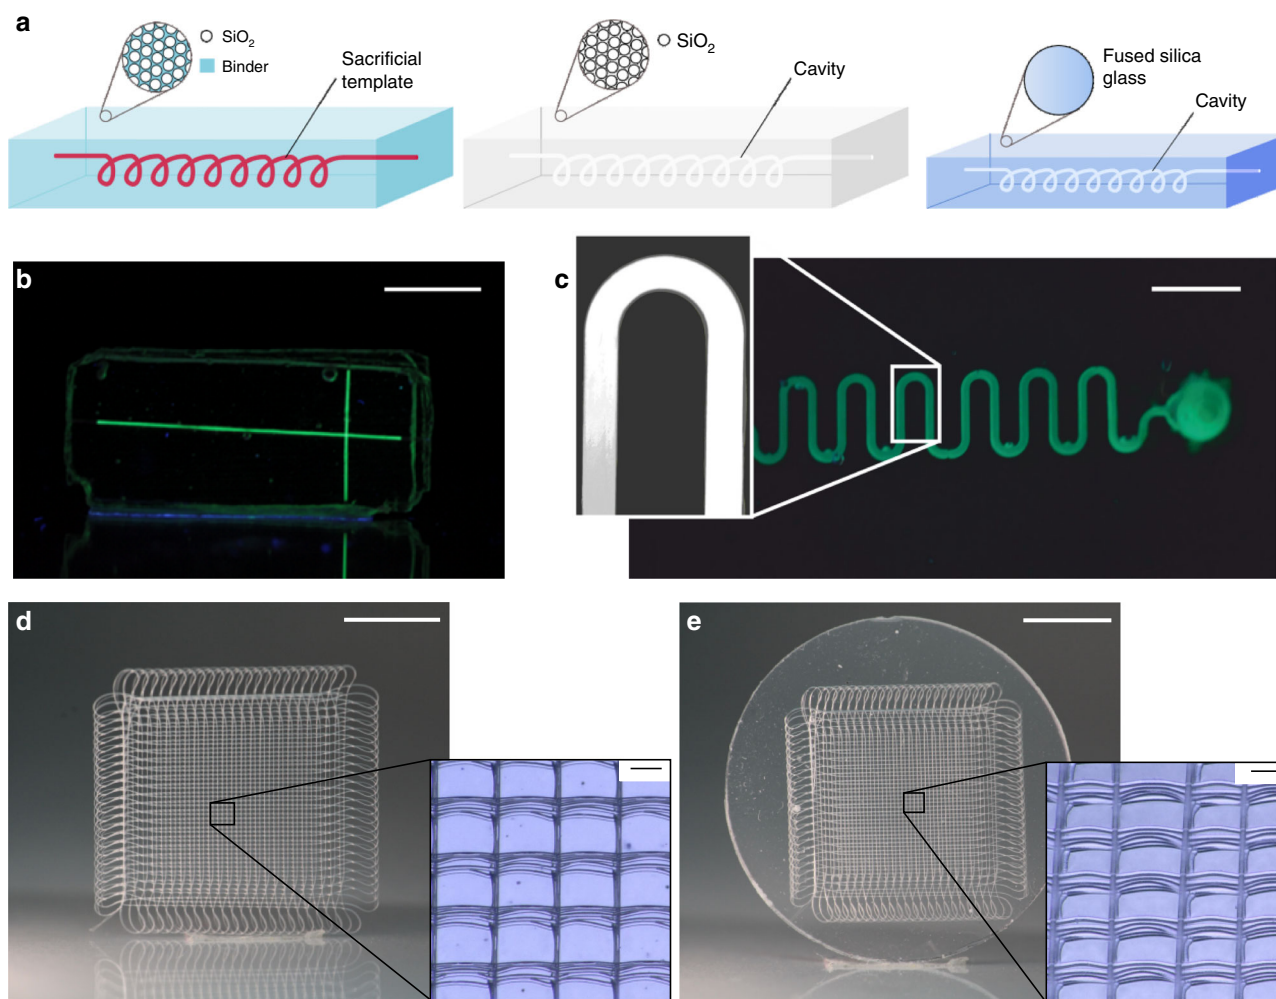 a
SiO2
Binder
Sacrificial
template
SiO2
Cavity
Fused silica
glass
Cavity
b
c
d
e